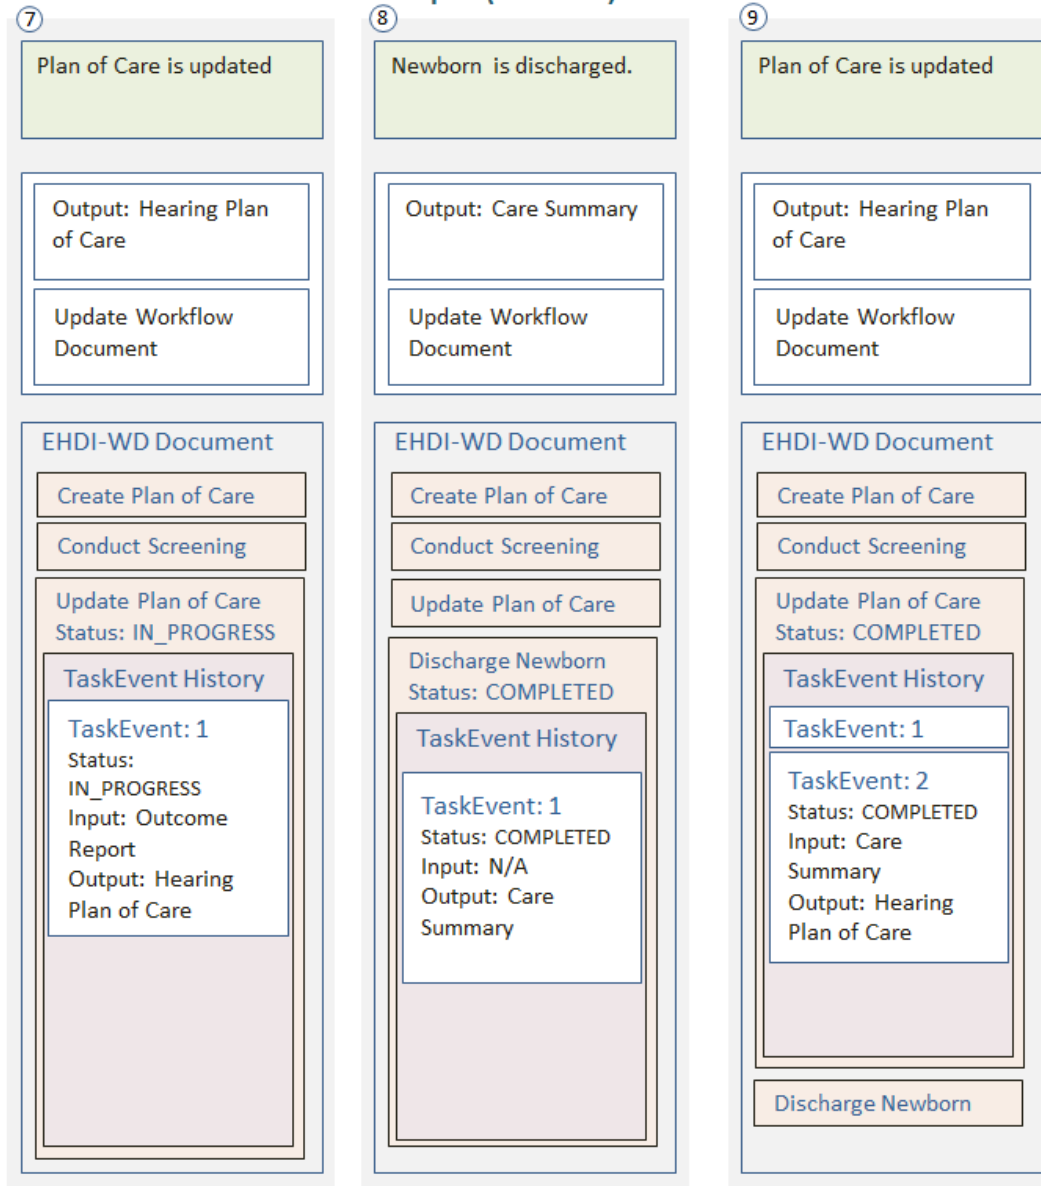 7
Plan of Care is updated
Output: Hearing Plan
of Care
Update Workflow
Document
EHDI-WD Document
Create Plan of Care
Conduct Screening
Update Plan of Care
Status: IN_PROGRESS
TaskEvent History
TaskEvent: 1
Status:
IN_PROGRESS
Input: Outcome
Report
Output: Hearing
Plan of Care
8
Newborn is discharged.
Output: Care Summary
Update Workflow
Document
EHDI-WD Document
Create Plan of Care
Conduct Screening
Update Plan of Care
Discharge Newborn
Status: COMPLETED
TaskEvent History
TaskEvent: 1
Status: COMPLETED
Input: N/A
Output: Care
Summary
9
Plan of Care is updated
Output: Hearing Plan
of Care
Update Workflow
Document
EHDI-WD Document
Create Plan of Care
Conduct Screening
Update Plan of Care
Status: COMPLETED
TaskEvent History
TaskEvent: 1
TaskEvent: 2
Status: COMPLETED
Input: Care
Summary
Output: Hearing
Plan of Care
Discharge Newborn